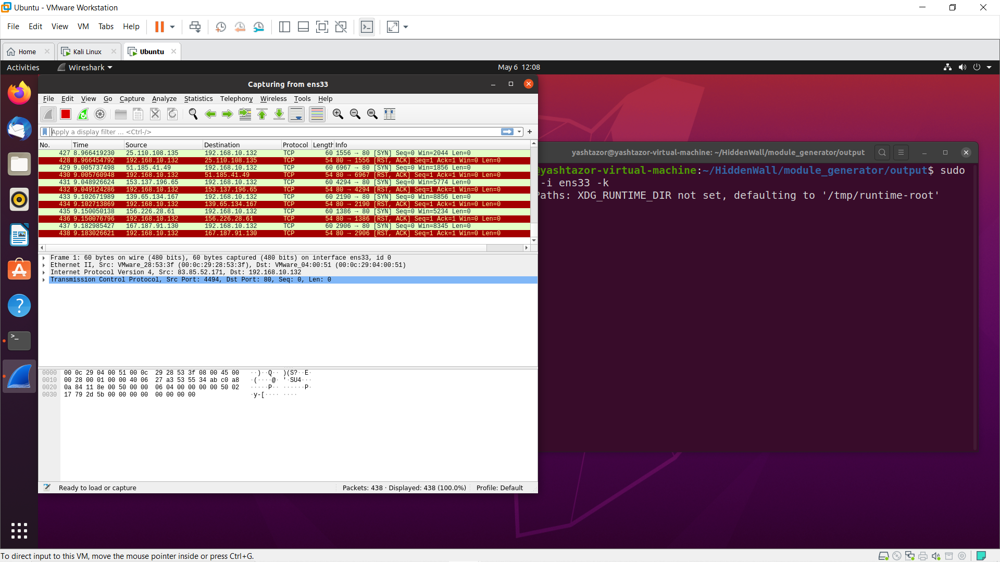 Ubuntu - VMware Workstation
File Edit View VM Tabs Help
Home Kali Linux Ubuntu
Activities Wireshark May 6 12:08
Capturing from ens33
File Edit View Go Capture Analyze Statistics Telephony Wireless Tools Help
Apply a display filter ... <Ctrl-/>
No. Time Source Destination Protocol Length Info
427 8.966419230 25.110.108.135 192.168.10.132 TCP 60 1556 → 80 [SYN] Seq=0 Win=2044 Len=0
428 8.966454792 192.168.10.132 25.110.108.135 TCP 54 80 → 1556 [RST, ACK] Seq=1 Ack=1 Win=0 Len=0
429 9.005737498 51.185.41.49 192.168.10.132 TCP 60 6967 → 80 [SYN] Seq=0 Win=1856 Len=0
430 9.005760948 192.168.10.132 51.185.41.49 TCP 54 80 → 6967 [RST, ACK] Seq=1 Ack=1 Win=0 Len=0
431 9.048926624 153.137.196.65 192.168.10.132 TCP 60 4294 → 80 [SYN] Seq=0 Win=5774 Len=0
432 9.049124286 192.168.10.132 153.137.196.65 TCP 54 80 → 4294 [RST, ACK] Seq=1 Ack=1 Win=0 Len=0
433 9.102671989 139.65.134.167 192.168.10.132 TCP 60 2190 → 80 [SYN] Seq=0 Win=8856 Len=0
434 9.102713869 192.168.10.132 139.65.134.167 TCP 54 80 → 2190 [RST, ACK] Seq=1 Ack=1 Win=0 Len=0
435 9.150050138 156.226.28.61 192.168.10.132 TCP 60 1386 → 80 [SYN] Seq=0 Win=5234 Len=0
436 9.150076796 192.168.10.132 156.226.28.61 TCP 54 80 → 1386 [RST, ACK] Seq=1 Ack=1 Win=0 Len=0
437 9.182985427 167.187.91.130 192.168.10.132 TCP 60 2906 → 80 [SYN] Seq=0 Win=8345 Len=0
438 9.183026621 192.168.10.132 167.187.91.130 TCP 54 80 → 2906 [RST, ACK] Seq=1 Ack=1 Win=0 Len=0
Frame 1: 60 bytes on wire (480 bits), 60 bytes captured (480 bits) on interface ens33, id 0
Ethernet II, Src: VMware_28:53:3f (00:0c:29:28:53:3f), Dst: VMware_04:00:51 (00:0c:29:04:00:51)
Internet Protocol Version 4, Src: 83.85.52.171, Dst: 192.168.10.132
Transmission Control Protocol, Src Port: 4494, Dst Port: 80, Seq: 0, Len: 0
0000 00 0c 29 04 00 51 00 0c 29 28 53 3f 08 00 45 00 ··)··Q·· )(S?··E·
0010 00 28 00 01 00 00 40 06 27 a3 53 55 34 ab c0 a8 ·(····@· '·SU4···
0020 0a 84 11 8e 00 50 00 00 06 04 00 00 00 00 50 02 ·····P·· ······P·
0030 17 79 2d 5b 00 00 00 00 00 00 00 00 ·y-[···· ····
Ready to load or capture Packets: 438 · Displayed: 438 (100.0%) Profile: Default
yashtazor@yashtazor-virtual-machine: ~/HiddenWall/module_generator/output
@yashtazor-virtual-machine:~/HiddenWall/module_generator/output$ sudo
-i ens33 -k
Paths: XDG_RUNTIME_DIR not set, defaulting to '/tmp/runtime-root'
To direct input to this VM, move the mouse pointer inside or press Ctrl+G.